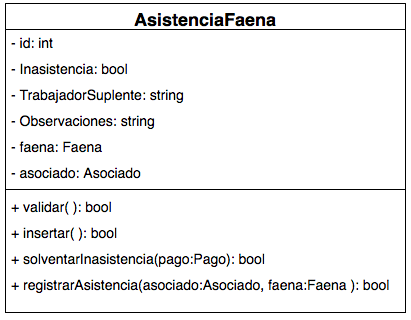 AsistenciaFaena
- id: int
- Inasistencia: bool
- TrabajadorSuplente: string
- Observaciones: string
- faena: Faena
- asociado: Asociado
+ validar( ): bool
+ insertar( ): bool
+ solventarInasistencia(pago:Pago): bool
+ registrarAsistencia(asociado:Asociado, faena:Faena ): bool